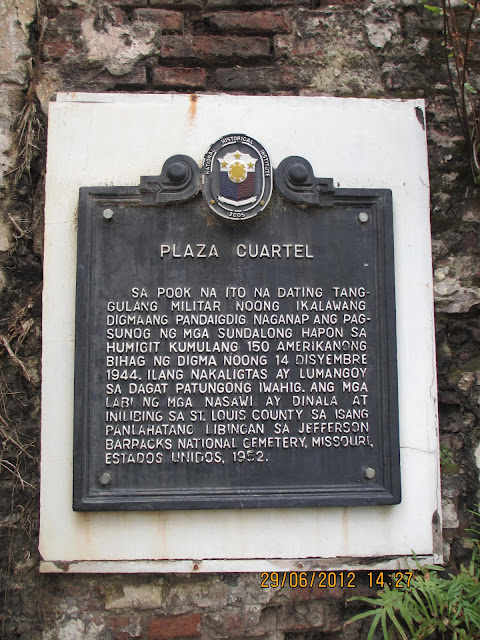 NATIONAL HISTORICAL INSTITUTE
2005
PLAZA CUARTEL
SA POOK NA ITO NA DATING TANG-
GULANG MILITAR NOONG IKALAWANG
DIGMAANG PANDAIGDIG NAGANAP ANG PAG-
SUNOG NG MGA SUNDALONG HAPON SA
HUMIGIT KUMULANG 150 AMERIKANONG
BIHAG NG DIGMA NOONG 14 DISYEMBRE
1944. ILANG NAKALIGTAS AY LUMANGOY
SA DAGAT PATUNGONG IWAHIG. ANG MGA
LABI NG MGA NASAWI AY DINALA AT
INILIBING SA ST. LOUIS COUNTY SA ISANG
PANLAHATANG LIBINGAN SA JEFFERSON
BARPACKS NATIONAL CEMETERY, MISSOURI,
ESTADOS UNIDOS, 1952.
29/06/2012 14:27